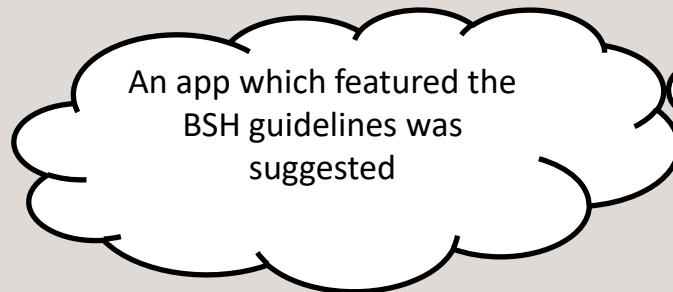 An app which featured the
BSH guidelines was
suggested